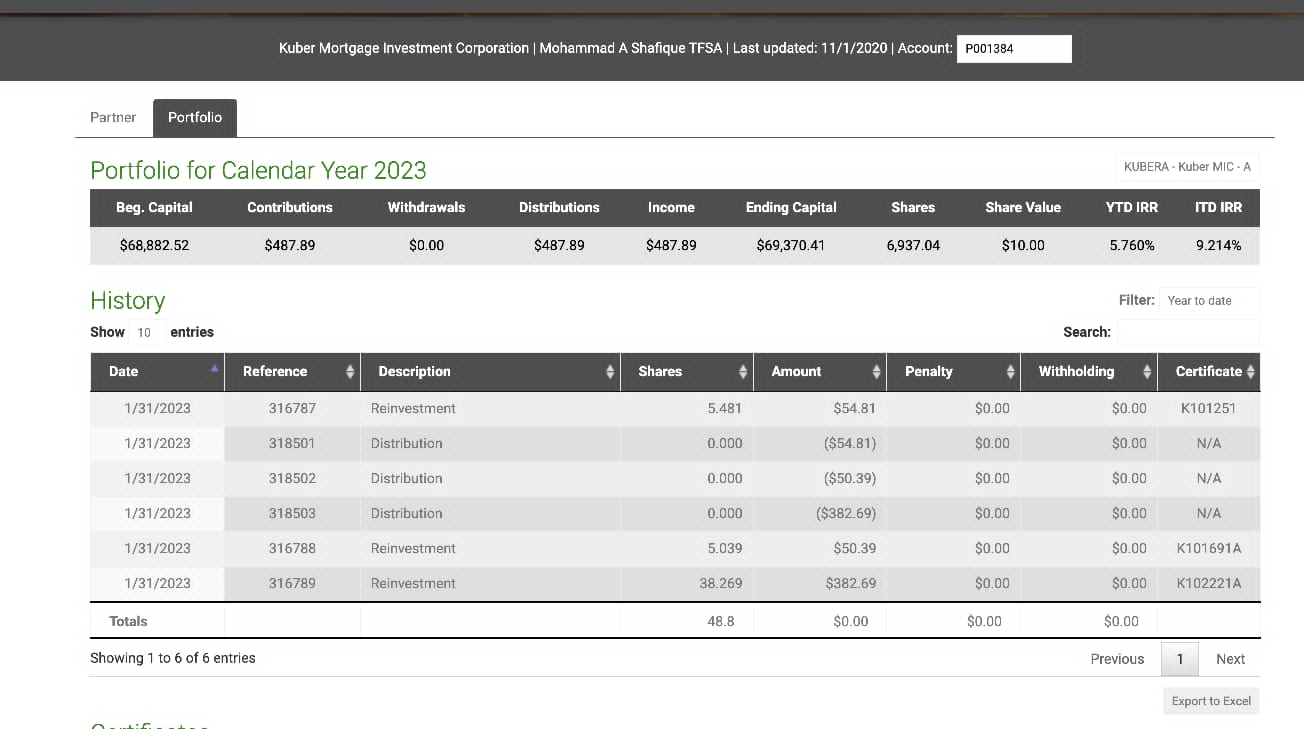 Kuber Mortgage Investment Corporation | Mohammad A Shafique TFSA | Last updated: 11/1/2020 | Account: P001384
Partner Portfolio
Portfolio for Calendar Year 2023 KUBERA - Kuber MIC - A
Beg. Capital Contributions Withdrawals Distributions Income Ending Capital Shares Share Value YTD IRR ITD IRR
$68,882.52 $487.89 $0.00 $487.89 $487.89 $69,370.41 6,937.04 $10.00 5.760% 9.214%
History Filter: Year to date
Show 10 entries Search:
Date Reference Description Shares Amount Penalty Withholding Certificate
1/31/2023 316787 Reinvestment 5.481 $54.81 $0.00 $0.00 K101251
1/31/2023 318501 Distribution 0.000 ($54.81) $0.00 $0.00 N/A
1/31/2023 318502 Distribution 0.000 ($50.39) $0.00 $0.00 N/A
1/31/2023 318503 Distribution 0.000 ($382.69) $0.00 $0.00 N/A
1/31/2023 316788 Reinvestment 5.039 $50.39 $0.00 $0.00 K101691A
1/31/2023 316789 Reinvestment 38.269 $382.69 $0.00 $0.00 K102221A
Totals 48.8 $0.00 $0.00 $0.00
Showing 1 to 6 of 6 entries Previous 1 Next
Export to Excel
Certificates